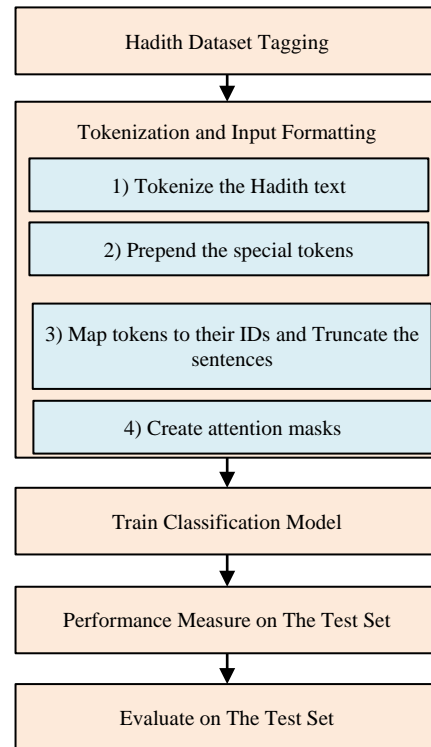 Hadith Dataset Tagging
Tokenization and Input Formatting
1) Tokenize the Hadith text
2) Prepend the special tokens
3) Map tokens to their IDs and Truncate the
sentences
4) Create attention masks
Train Classification Model
Performance Measure on The Test Set
Evaluate on The Test Set